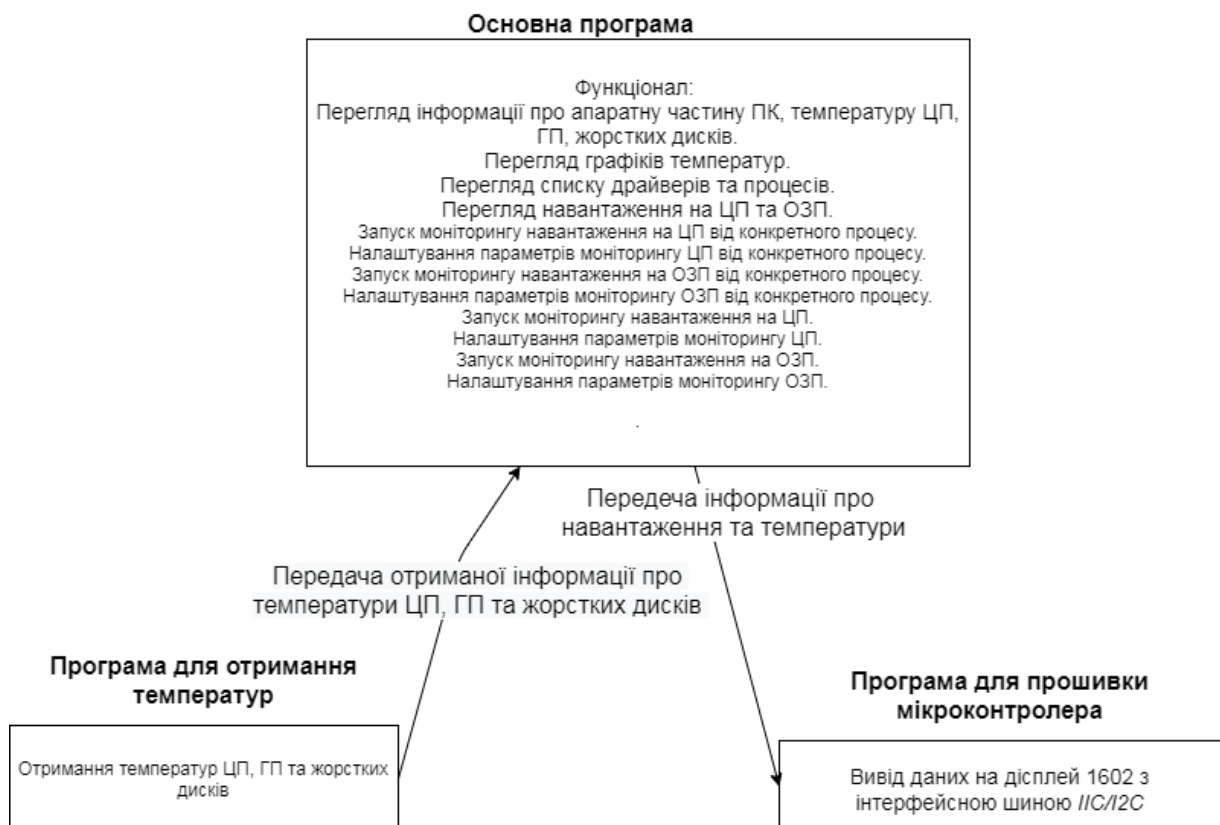 Основна програма
Функціонал:
Перегляд інформації про апаратну частину ПК, температуру ЦП,
ГП, жорстких дисків.
Перегляд графіків температур.
Перегляд списку драйверів та процесів.
Перегляд навантаження на ЦП та ОЗП.
Запуск моніторингу навантаження на ЦП від конкретного процесу.
Налаштування параметрів моніторингу ЦП від конкретного процесу.
Запуск моніторингу навантаження на ОЗП від конкретного процесу.
Налаштування параметрів моніторингу ОЗП від конкретного процесу.
Запуск моніторингу навантаження на ЦП.
Налаштування параметрів моніторингу ЦП.
Запуск моніторингу навантаження на ОЗП.
Налаштування параметрів моніторингу ОЗП.
.
Передеча інформації про
навантаження та температури
Передача отриманої інформації про
температури ЦП, ГП та жорстких дисків
Програма для отримання
температур
Отримання температур ЦП, ГП та жорстких
дисків
Програма для прошивки
мікроконтролера
Вивід даних на дісплей 1602 з
інтерфейсною шиною IIC/I2C